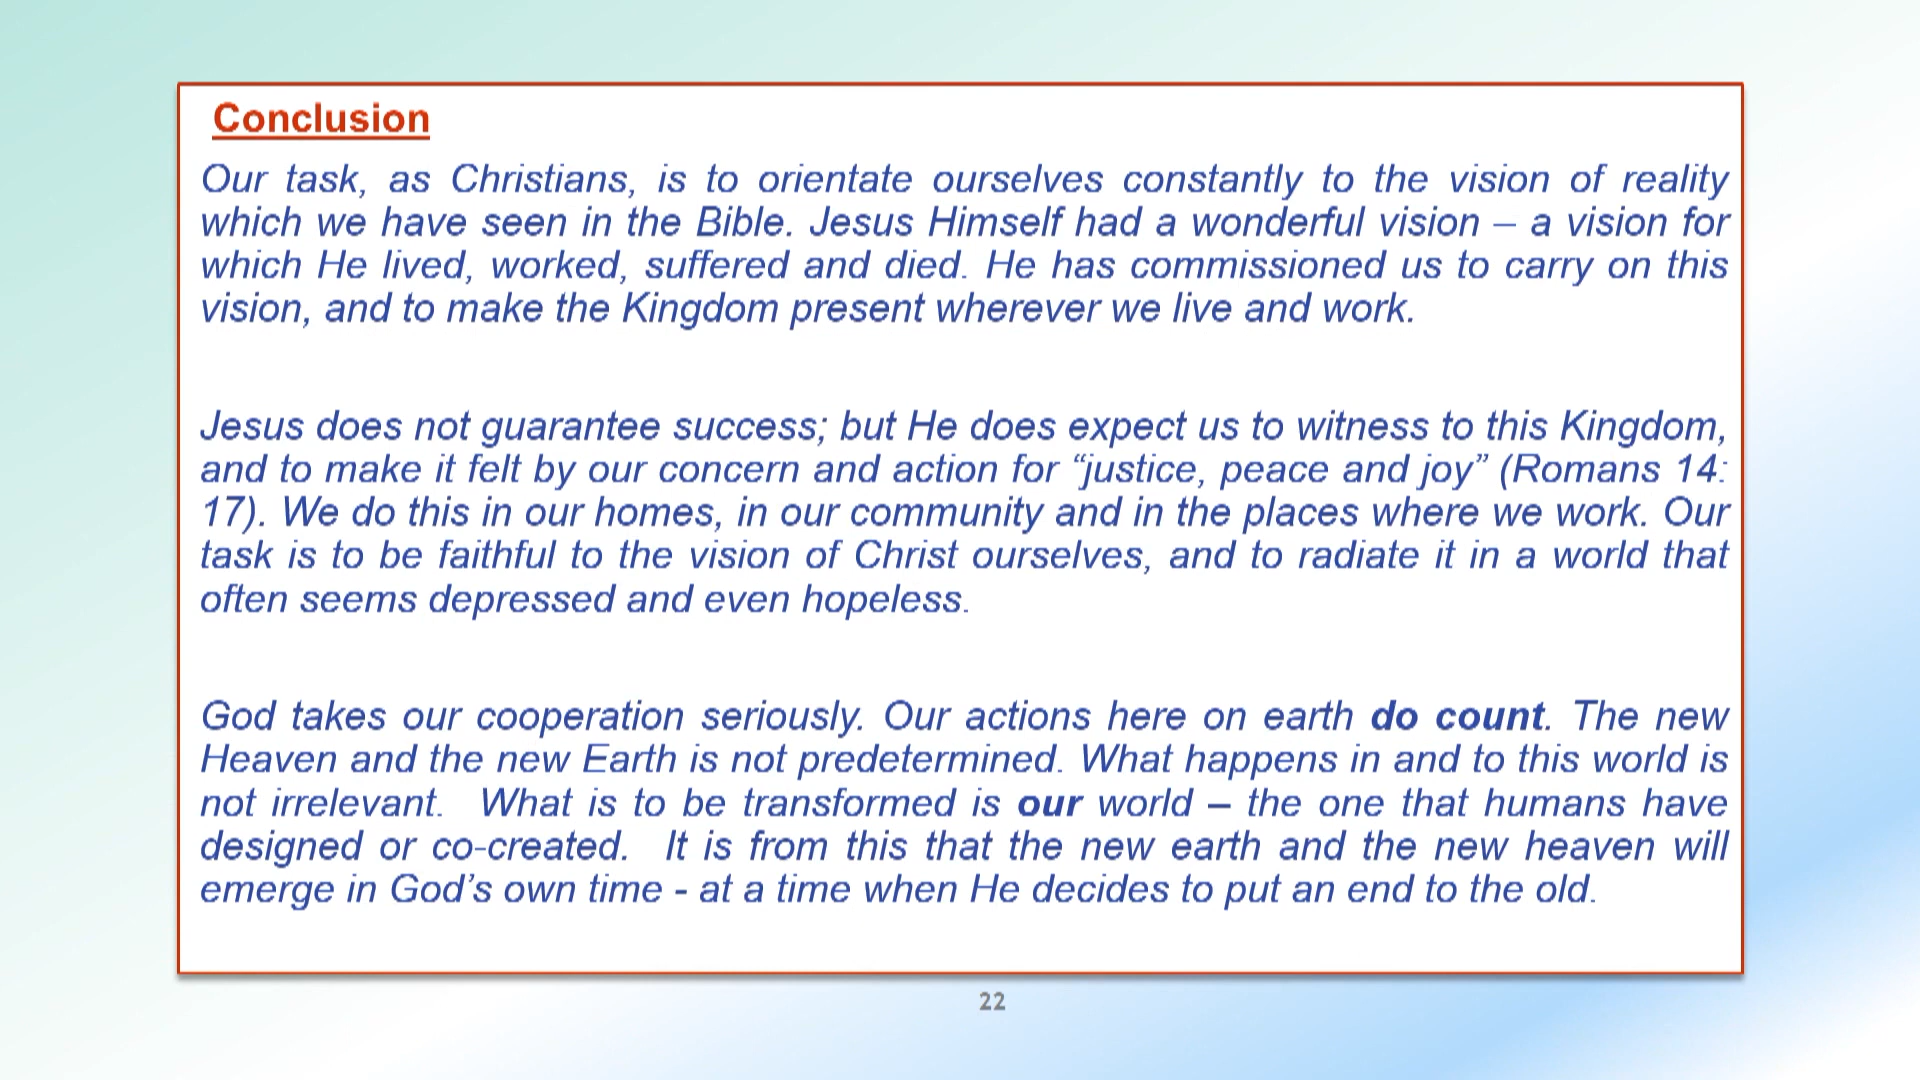 Conclusion
Our task, as Christians, is to orientate ourselves constantly to the vision of reality
which we have seen in the Bible. Jesus Himself had a wonderful vision – a vision for
which He lived, worked, suffered and died. He has commissioned us to carry on this
vision, and to make the Kingdom present wherever we live and work.
Jesus does not guarantee success; but He does expect us to witness to this Kingdom,
and to make it felt by our concern and action for “justice, peace and joy” (Romans 14:
17). We do this in our homes, in our community and in the places where we work. Our
task is to be faithful to the vision of Christ ourselves, and to radiate it in a world that
often seems depressed and even hopeless.
God takes our cooperation seriously. Our actions here on earth do count. The new
Heaven and the new Earth is not predetermined. What happens in and to this world is
not irrelevant.  What is to be transformed is our world – the one that humans have
designed or co-created.  It is from this that the new earth and the new heaven will
emerge in God’s own time - at a time when He decides to put an end to the old.
22